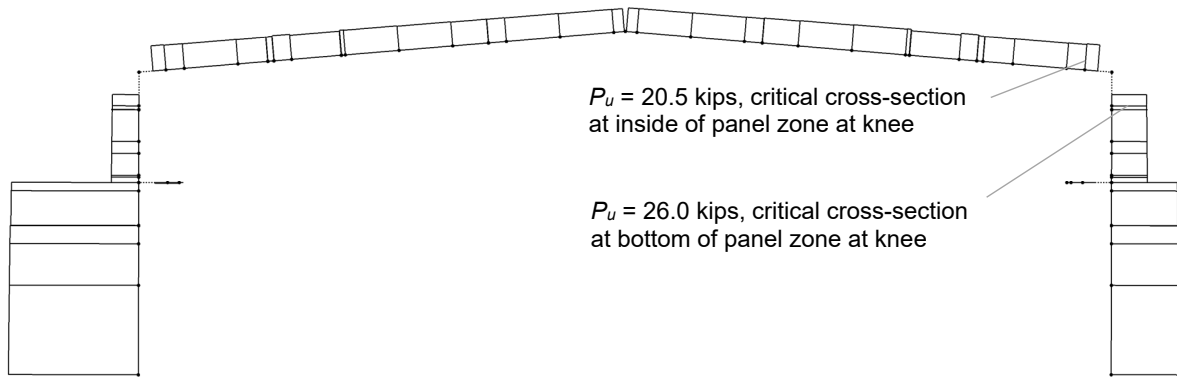 Pu = 20.5 kips, critical cross-section
at inside of panel zone at knee
Pu = 26.0 kips, critical cross-section
at bottom of panel zone at knee